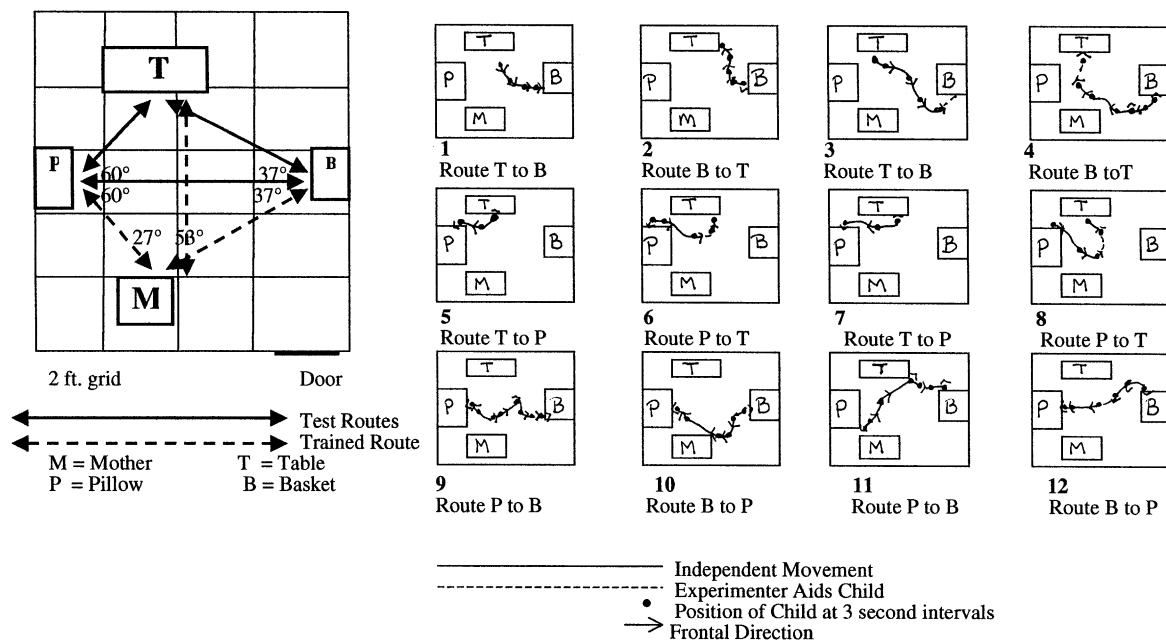 T
P
B
60°
37°
60°
37°
27°
53°
M
2 ft. grid
Door
Test Routes
Trained Route
M = Mother
T = Table
P = Pillow
B = Basket
T
P
B
M
1
Route T to B
T
P
B
M
2
Route B to T
T
P
B
M
3
Route T to B
T
P
B
M
4
Route B toT
T
P
B
M
5
Route T to P
T
P
B
M
6
Route P to T
T
P
B
M
7
Route T to P
T
P
B
M
8
Route P to T
T
P
B
M
9
Route P to B
T
P
B
M
10
Route B to P
T
P
B
M
11
Route P to B
T
P
B
M
12
Route B to P
Independent Movement
Experimenter Aids Child
Position of Child at 3 second intervals
Frontal Direction